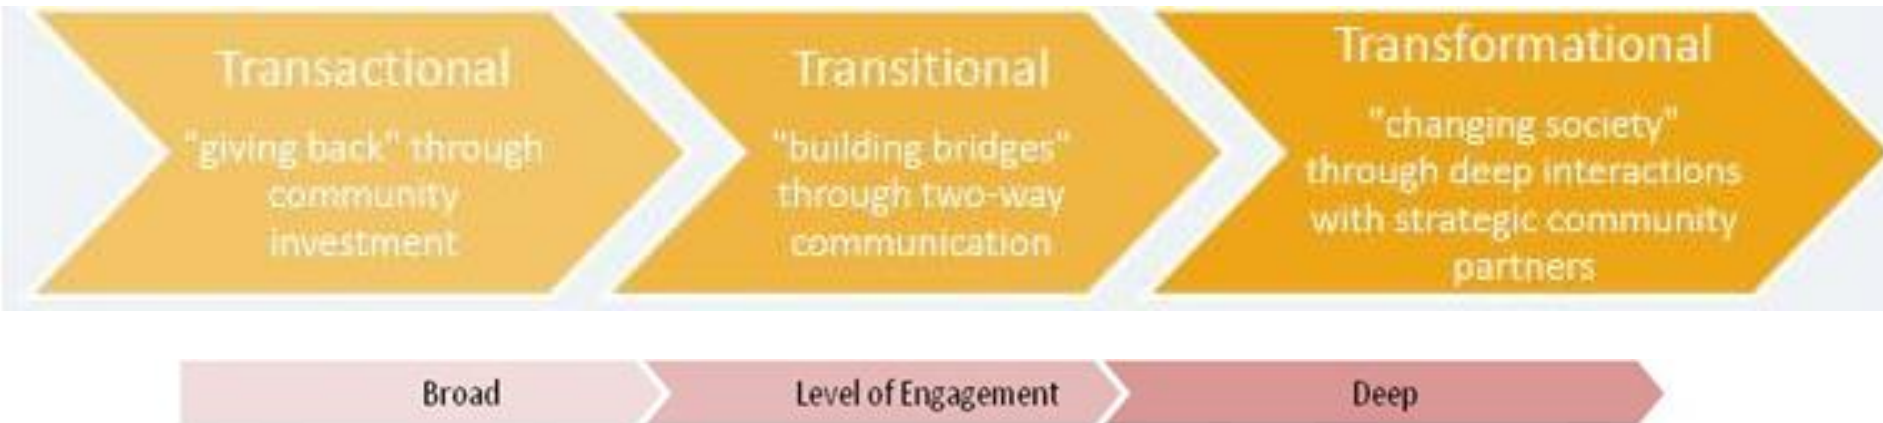 Transactional
"giving back" through
community
investment
Transitional
"building bridges"
through two-way
communication
Transformational
"changing society"
through deep interactions
with strategic community
partners
Broad
Level of Engagement
Deep